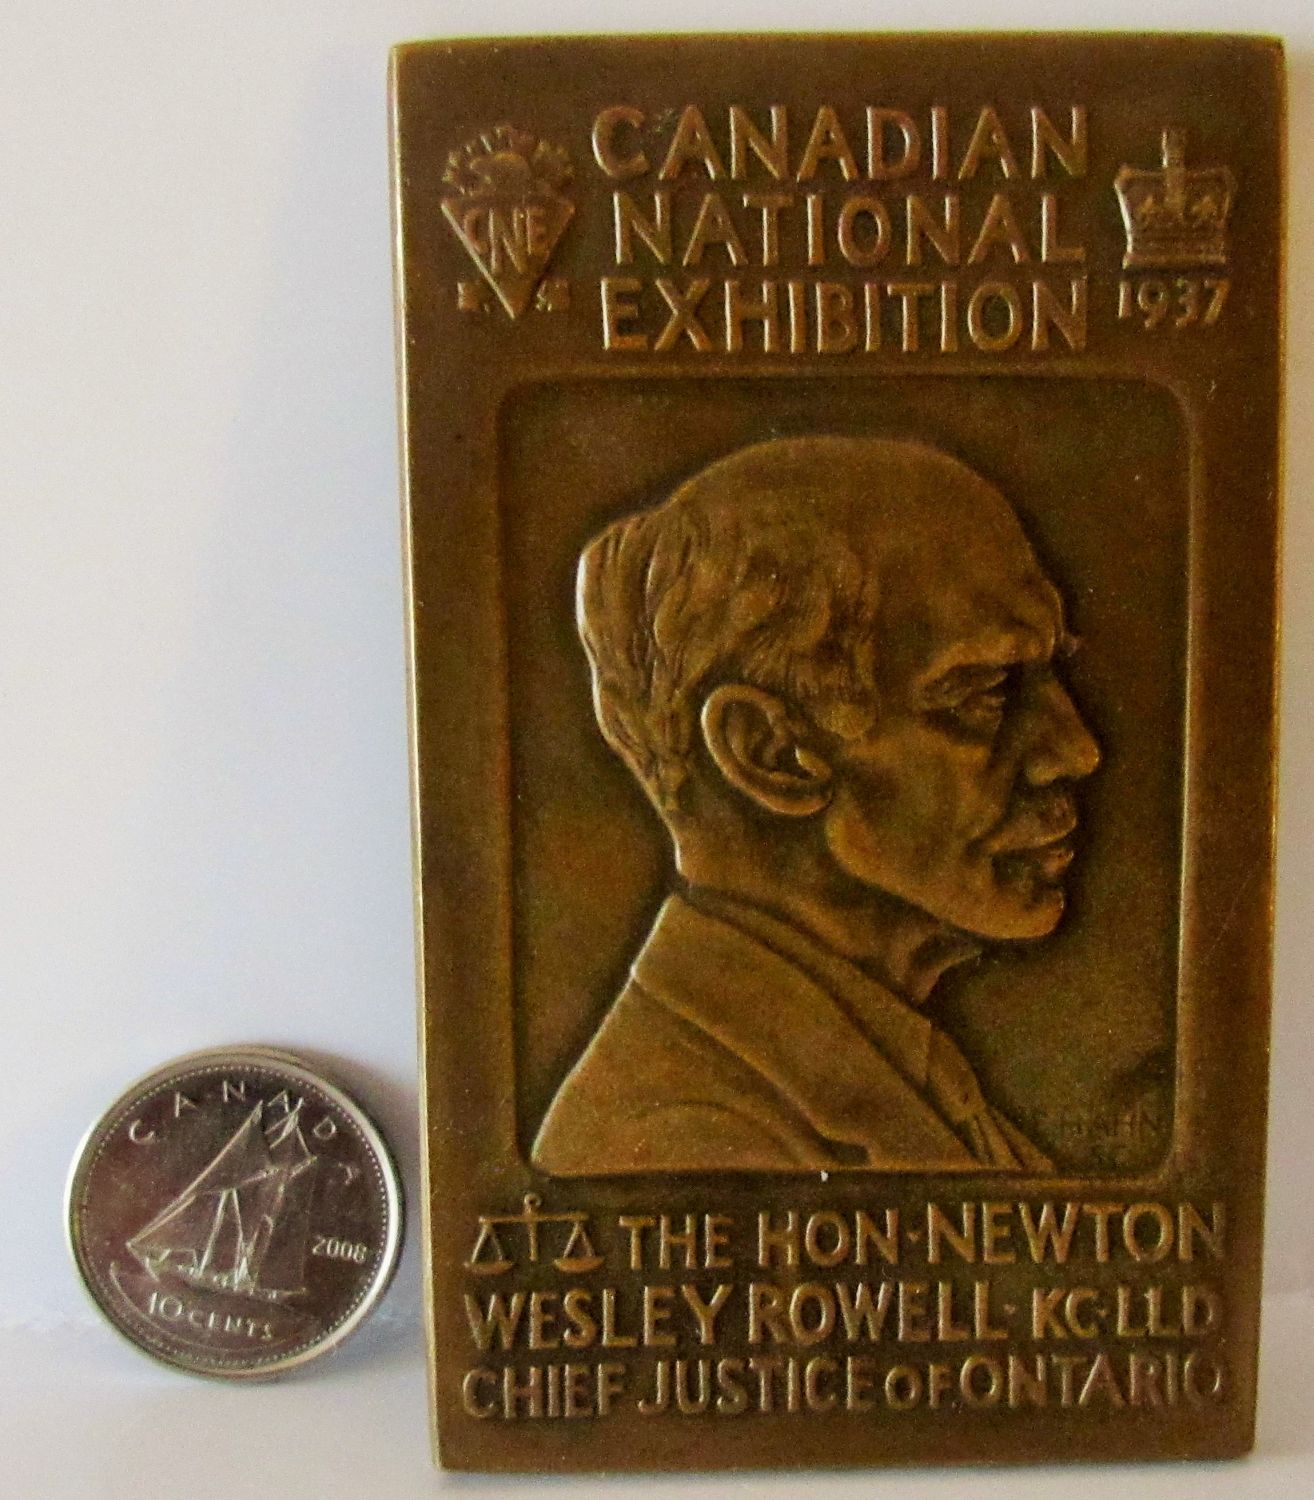 CANADIAN
NATIONAL
EXHIBITION
CNE
1937
HAHN
THE HON·NEWTON
WESLEY ROWELL·KC·LLD
CHIEF JUSTICE OF ONTARIO
CANADA
2008
10 CENTS